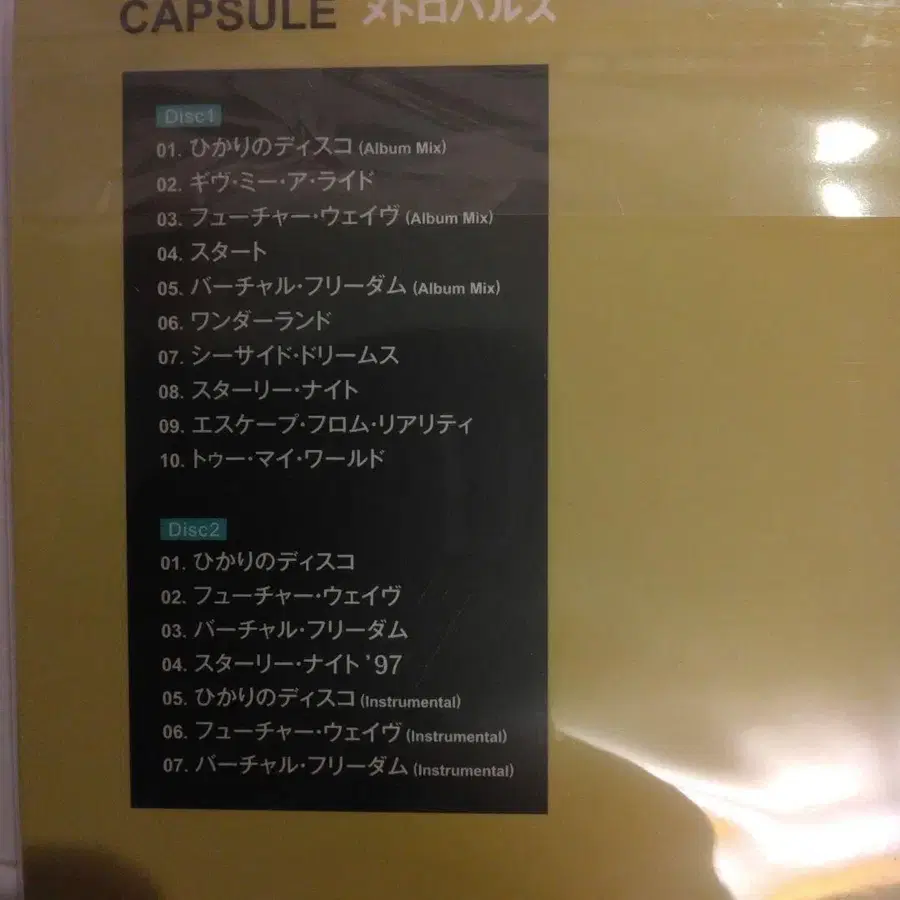 CAPSULE メトロパルス
Disc1
01. ひかりのディスコ (Album Mix)
02. ギヴ・ミー・ア・ライド
03. フューチャー・ウェイヴ (Album Mix)
04. スタート
05. バーチャル・フリーダム (Album Mix)
06. ワンダーランド
07. シーサイド・ドリームス
08. スターリー・ナイト
09. エスケープ・フロム・リアリティ
10. トゥー・マイ・ワールド
Disc2
01. ひかりのディスコ
02. フューチャー・ウェイヴ
03. バーチャル・フリーダム
04. スターリー・ナイト ’97
05. ひかりのディスコ (Instrumental)
06. フューチャー・ウェイヴ (Instrumental)
07. バーチャル・フリーダム (Instrumental)